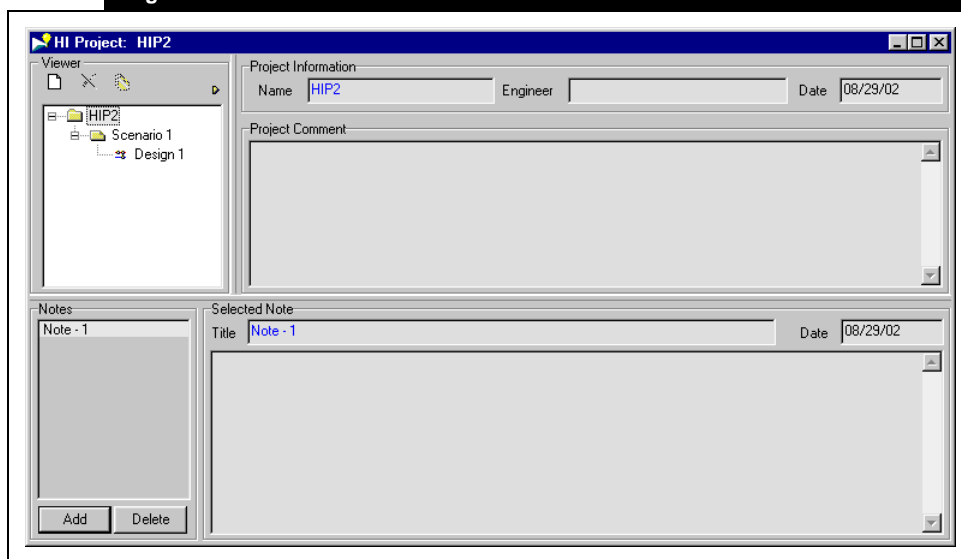 HI Project: HIP2
Viewer
HIP2
Scenario 1
Design 1
Project Information
Name HIP2 Engineer Date 08/29/02
Project Comment
Notes
Note - 1
Add Delete
Selected Note
Title Note - 1 Date 08/29/02